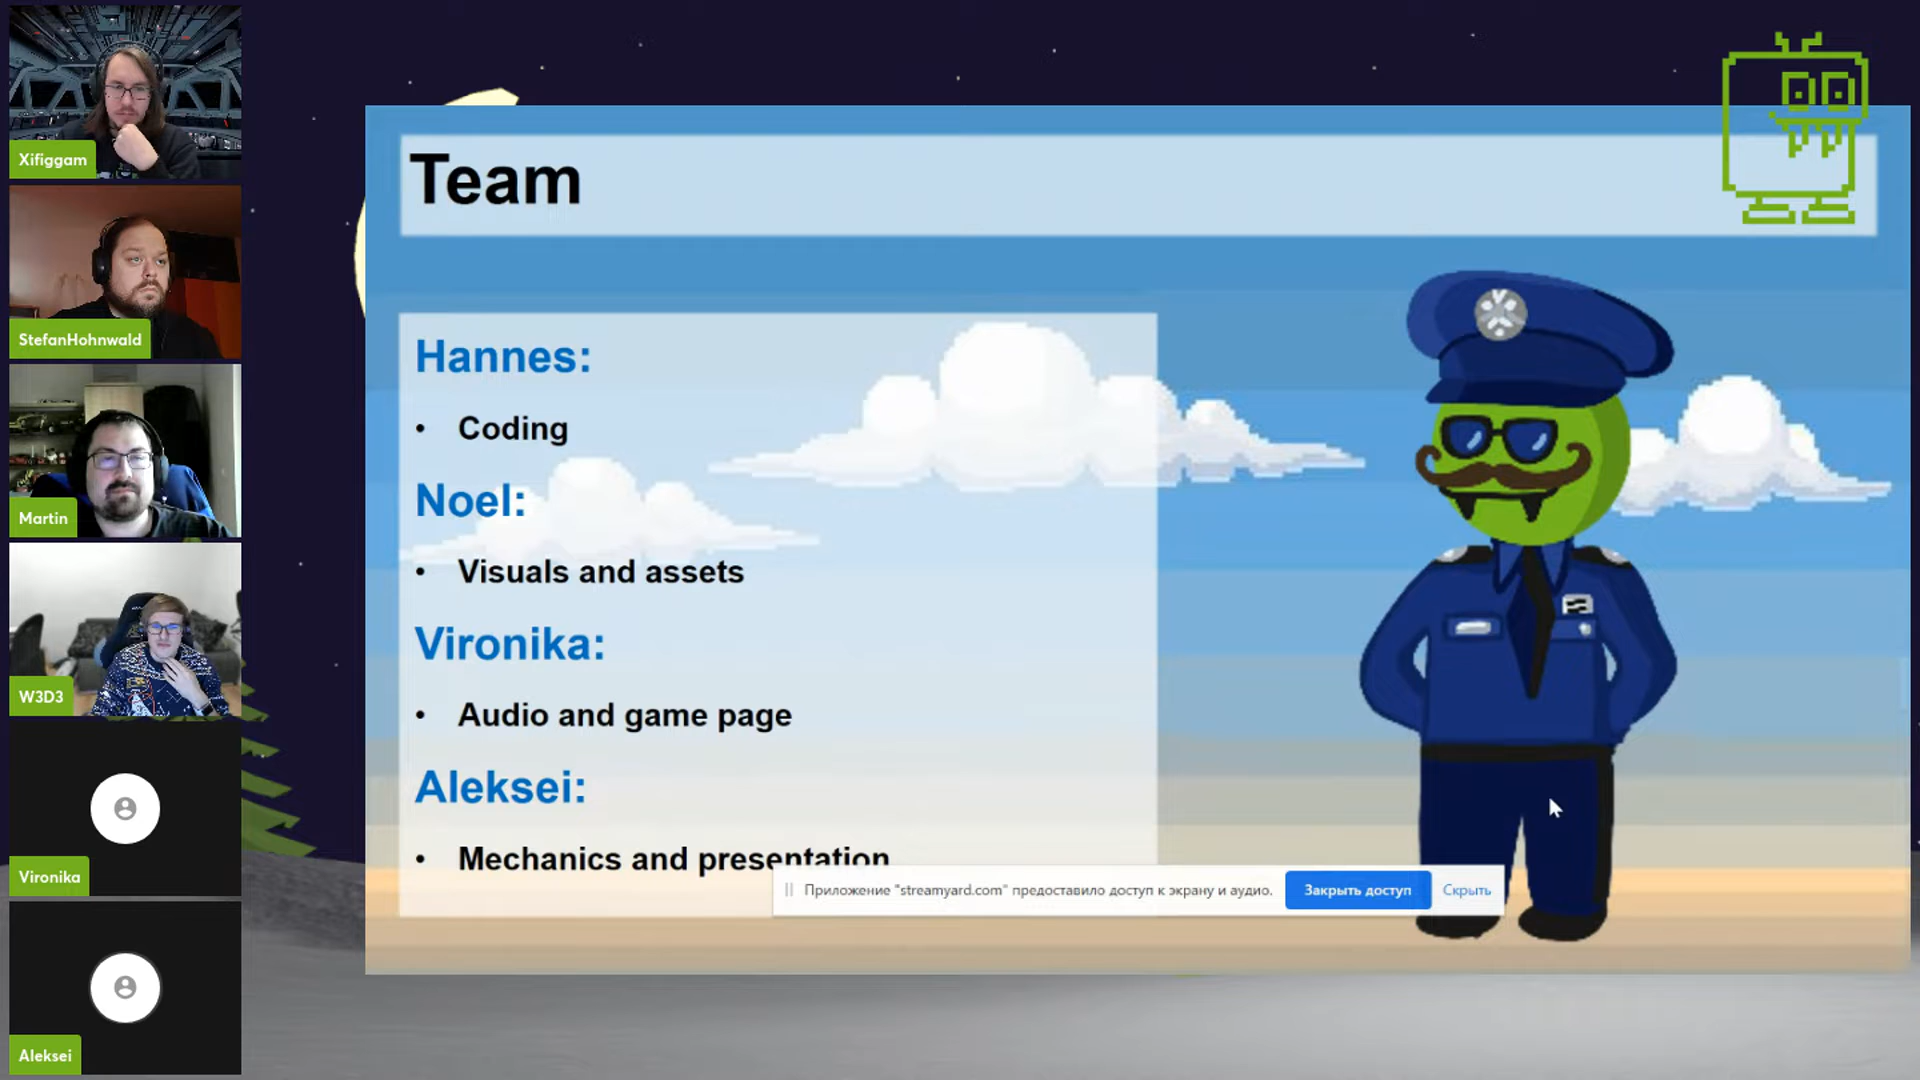 Xifiggam
StefanHohnwald
Martin
W3D3
Vironika
Aleksei
Team
Hannes:
• Coding
Noel:
• Visuals and assets
Vironika:
• Audio and game page
Aleksei:
• Mechanics and presentation
Приложение "streamyard.com" предоставило доступ к экрану и аудио.
Закрыть доступ
Скрыть